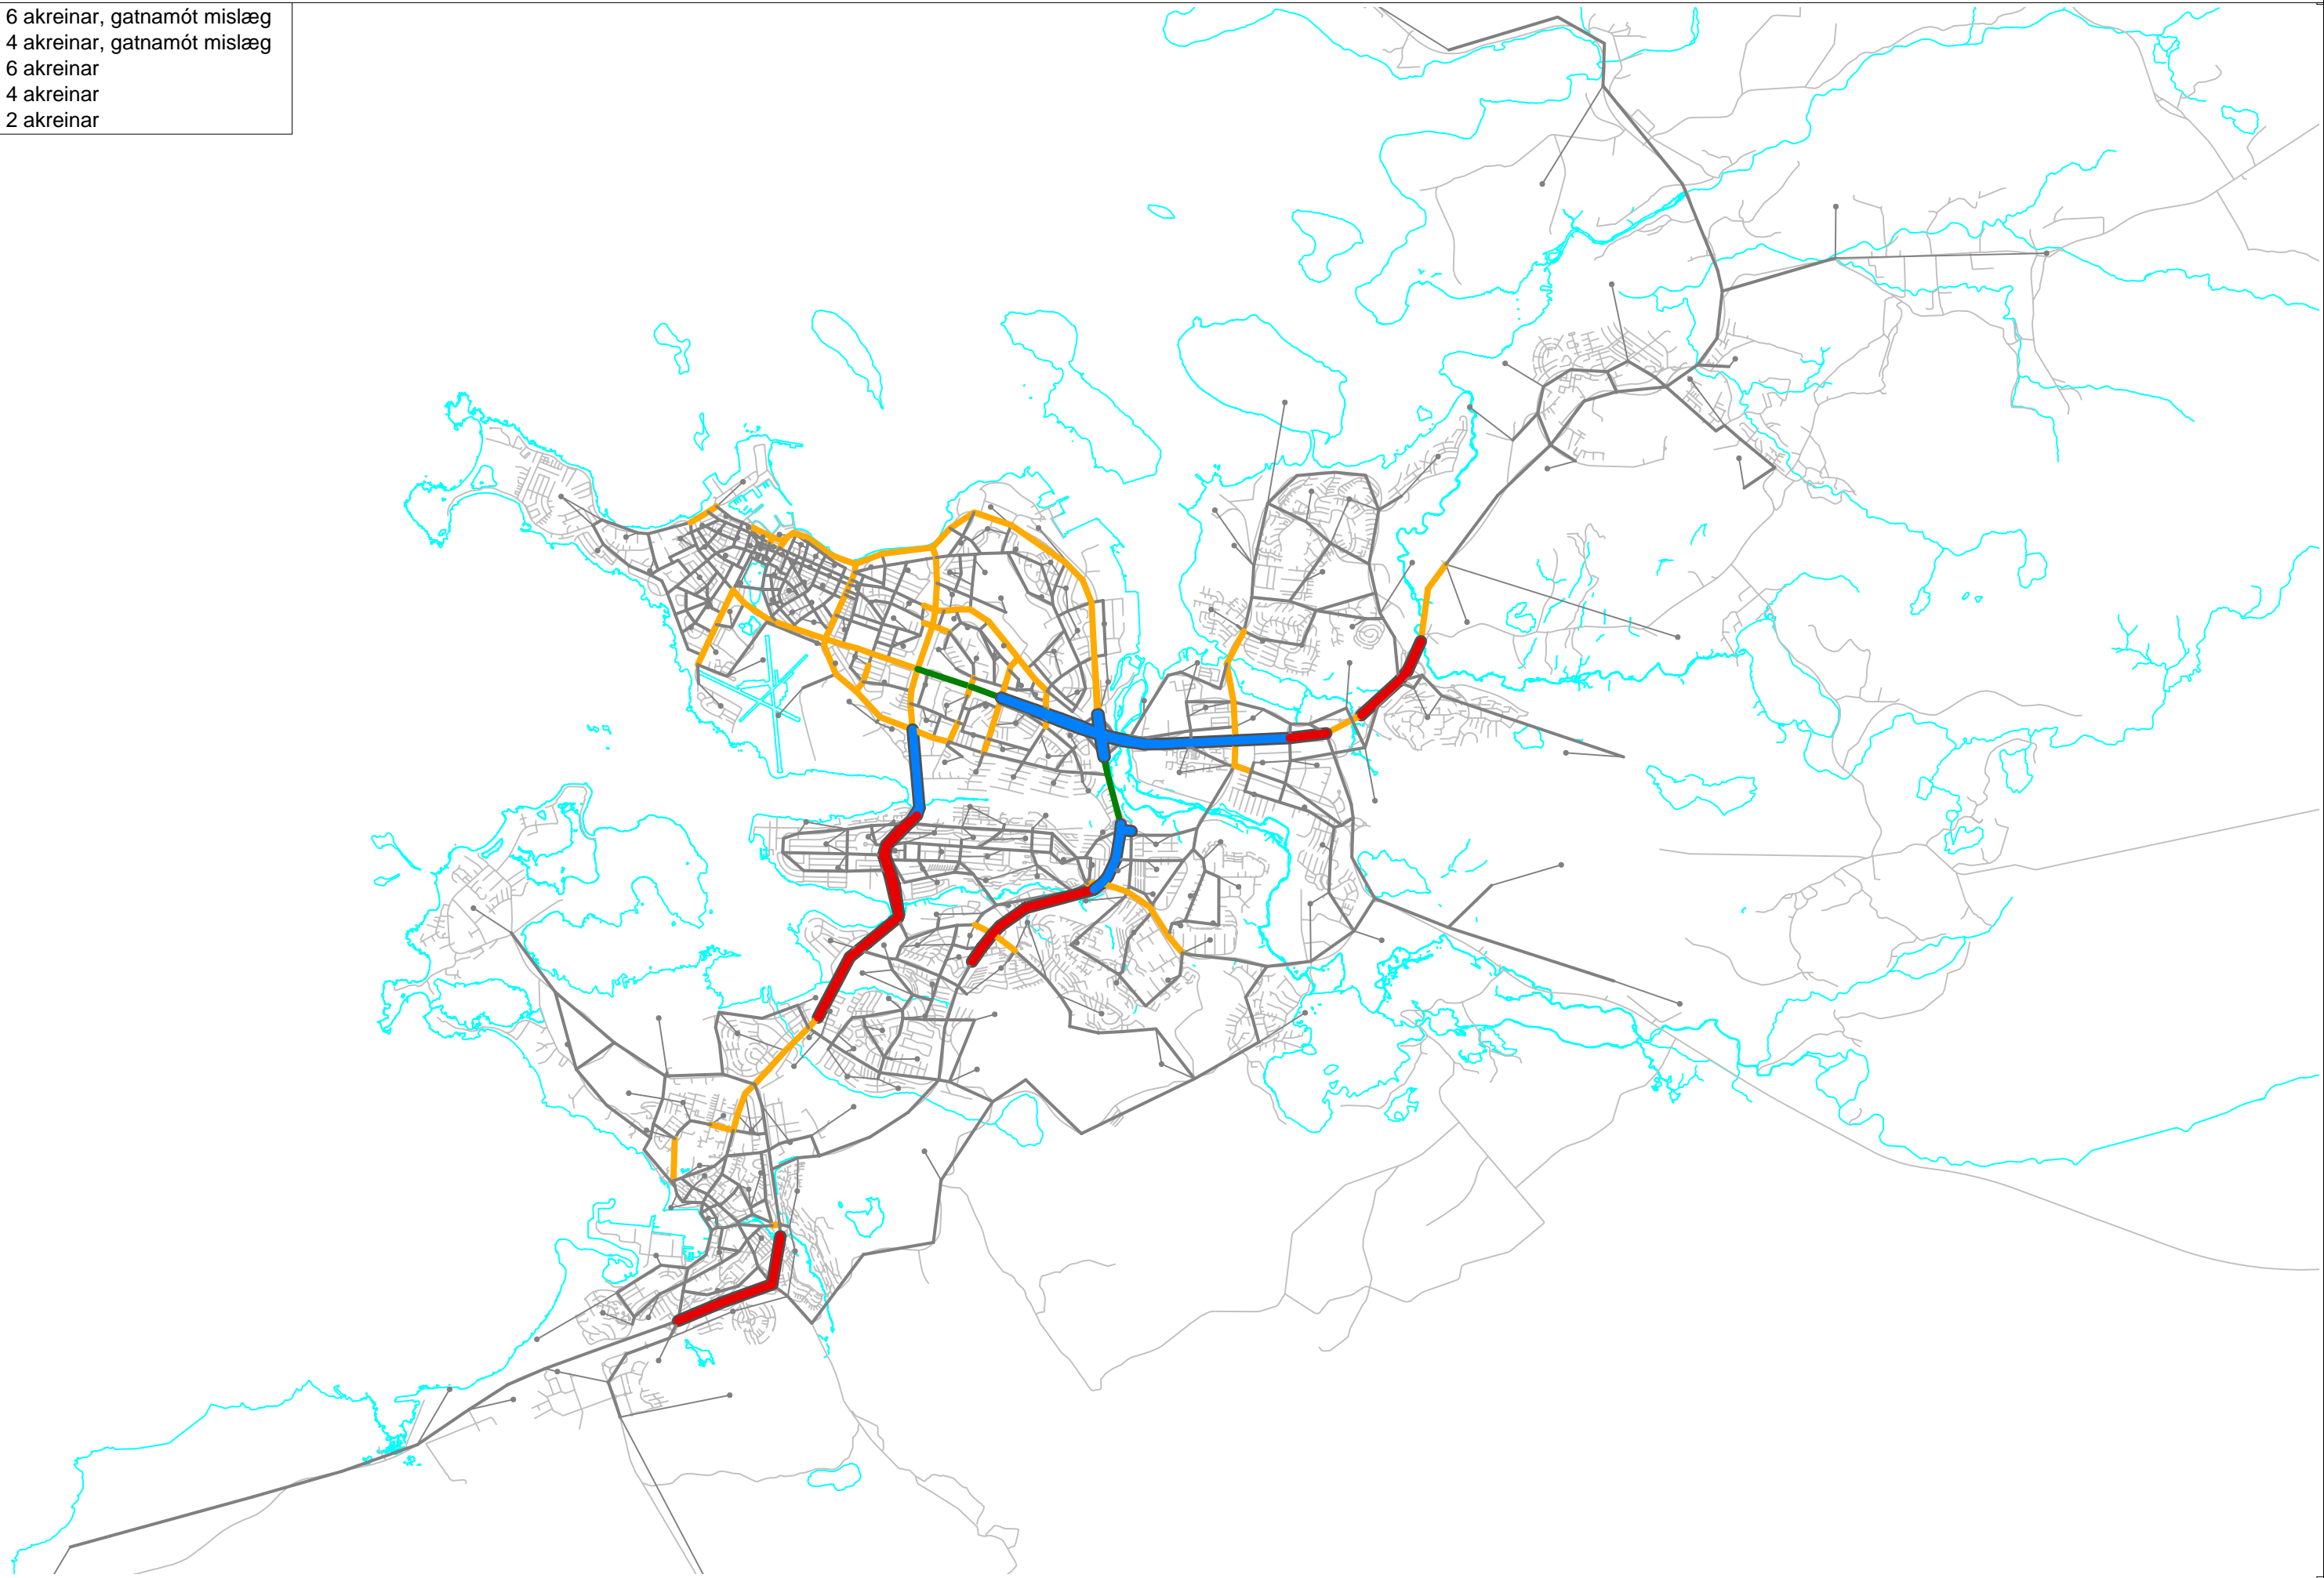 6 akreinar, gatnamót mislæg
4 akreinar, gatnamót mislæg
6 akreinar
4 akreinar
2 akreinar